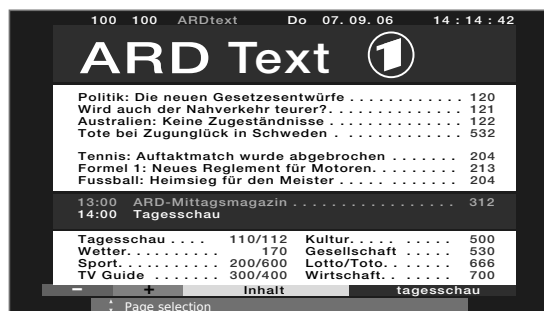 100 100 ARDtext Do 07. 09. 06 14 : 14 : 42
ARD Text 1
Politik: Die neuen Gesetzesentwürfe . . . . . . . . . . . . 120
Wird auch der Nahverkehr teurer?. . . . . . . . . . . . . . 121
Australien: Keine Zugeständnisse . . . . . . . . . . . . . . 122
Tote bei Zugunglück in Schweden . . . . . . . . . . . . . 532
Tennis: Auftaktmatch wurde abgebrochen . . . . . . . 204
Formel 1: Neues Reglement für Motoren. . . . . . . . . 213
Fussball: Heimsieg für den Meister . . . . . . . . . . . . 204
13:00 ARD-Mittagsmagazin . . . . . . . . . . . . . . . . . 312
14:00 Tagesschau
Tagesschau . . . . 110/112 Kultur. . . . . . . . . . 500
Wetter. . . . . . . . . . 170 Gesellschaft . . . . . 530
Sport. . . . . . . . . . 200/600 Lotto/Toto. . . . . . . 666
TV Guide . . . . . . . 300/400 Wirtschaft. . . . . . . 700
− + Inhalt tagesschau
Page selection